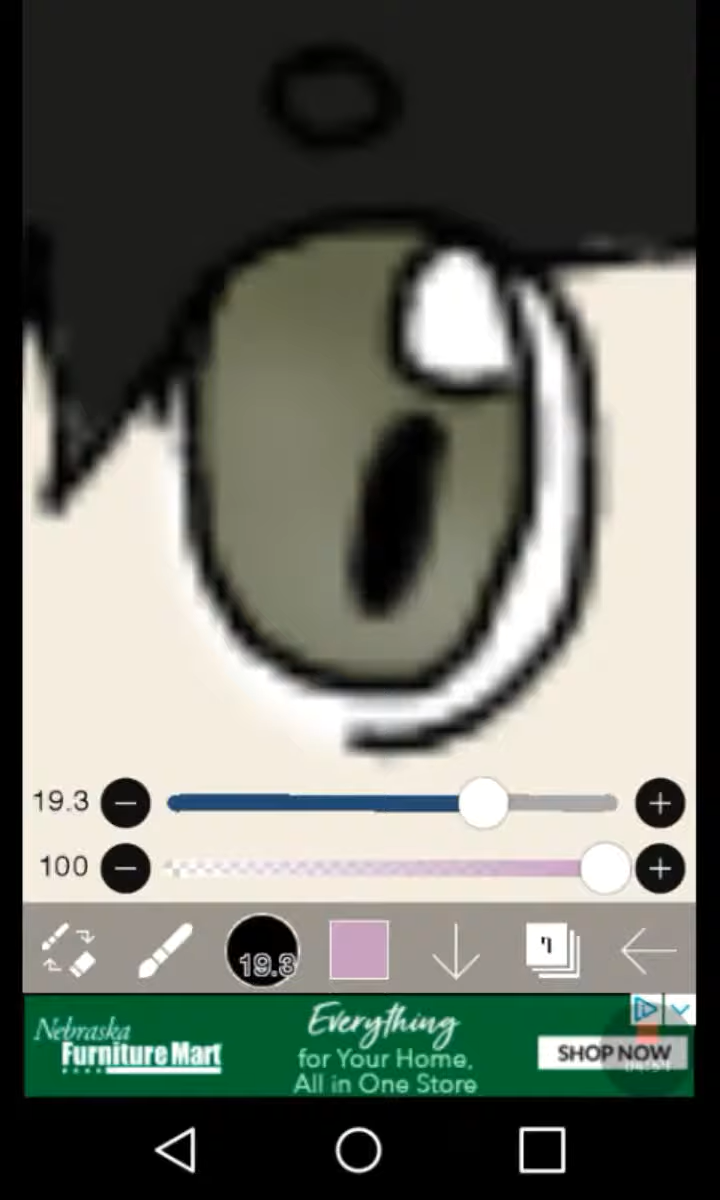 19.3
100
19.3
Nebraska
Furniture Mart
Everything
for Your Home,
All in One Store
SHOP NOW